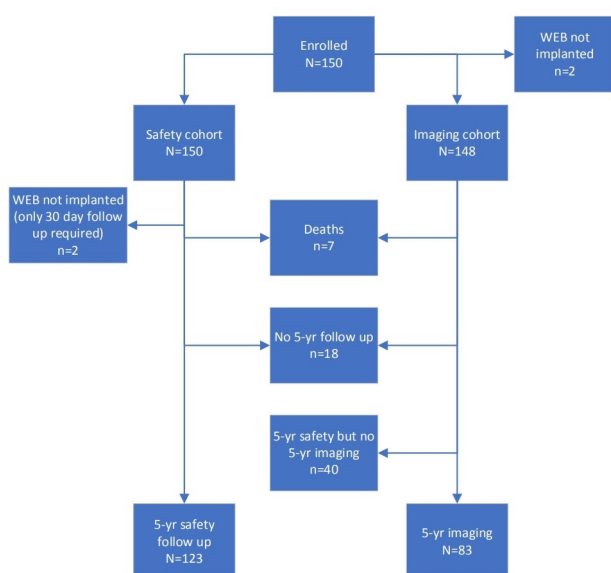 Enrolled
N=150
WEB not
implanted
n=2
Safety cohort
N=150
Imaging cohort
N=148
WEB not implanted
(only 30 day follow
up required)
n=2
Deaths
n=7
No 5-yr follow up
n=18
5-yr safety but no
5-yr imaging
n=40
5-yr safety
follow up
N=123
5-yr imaging
N=83